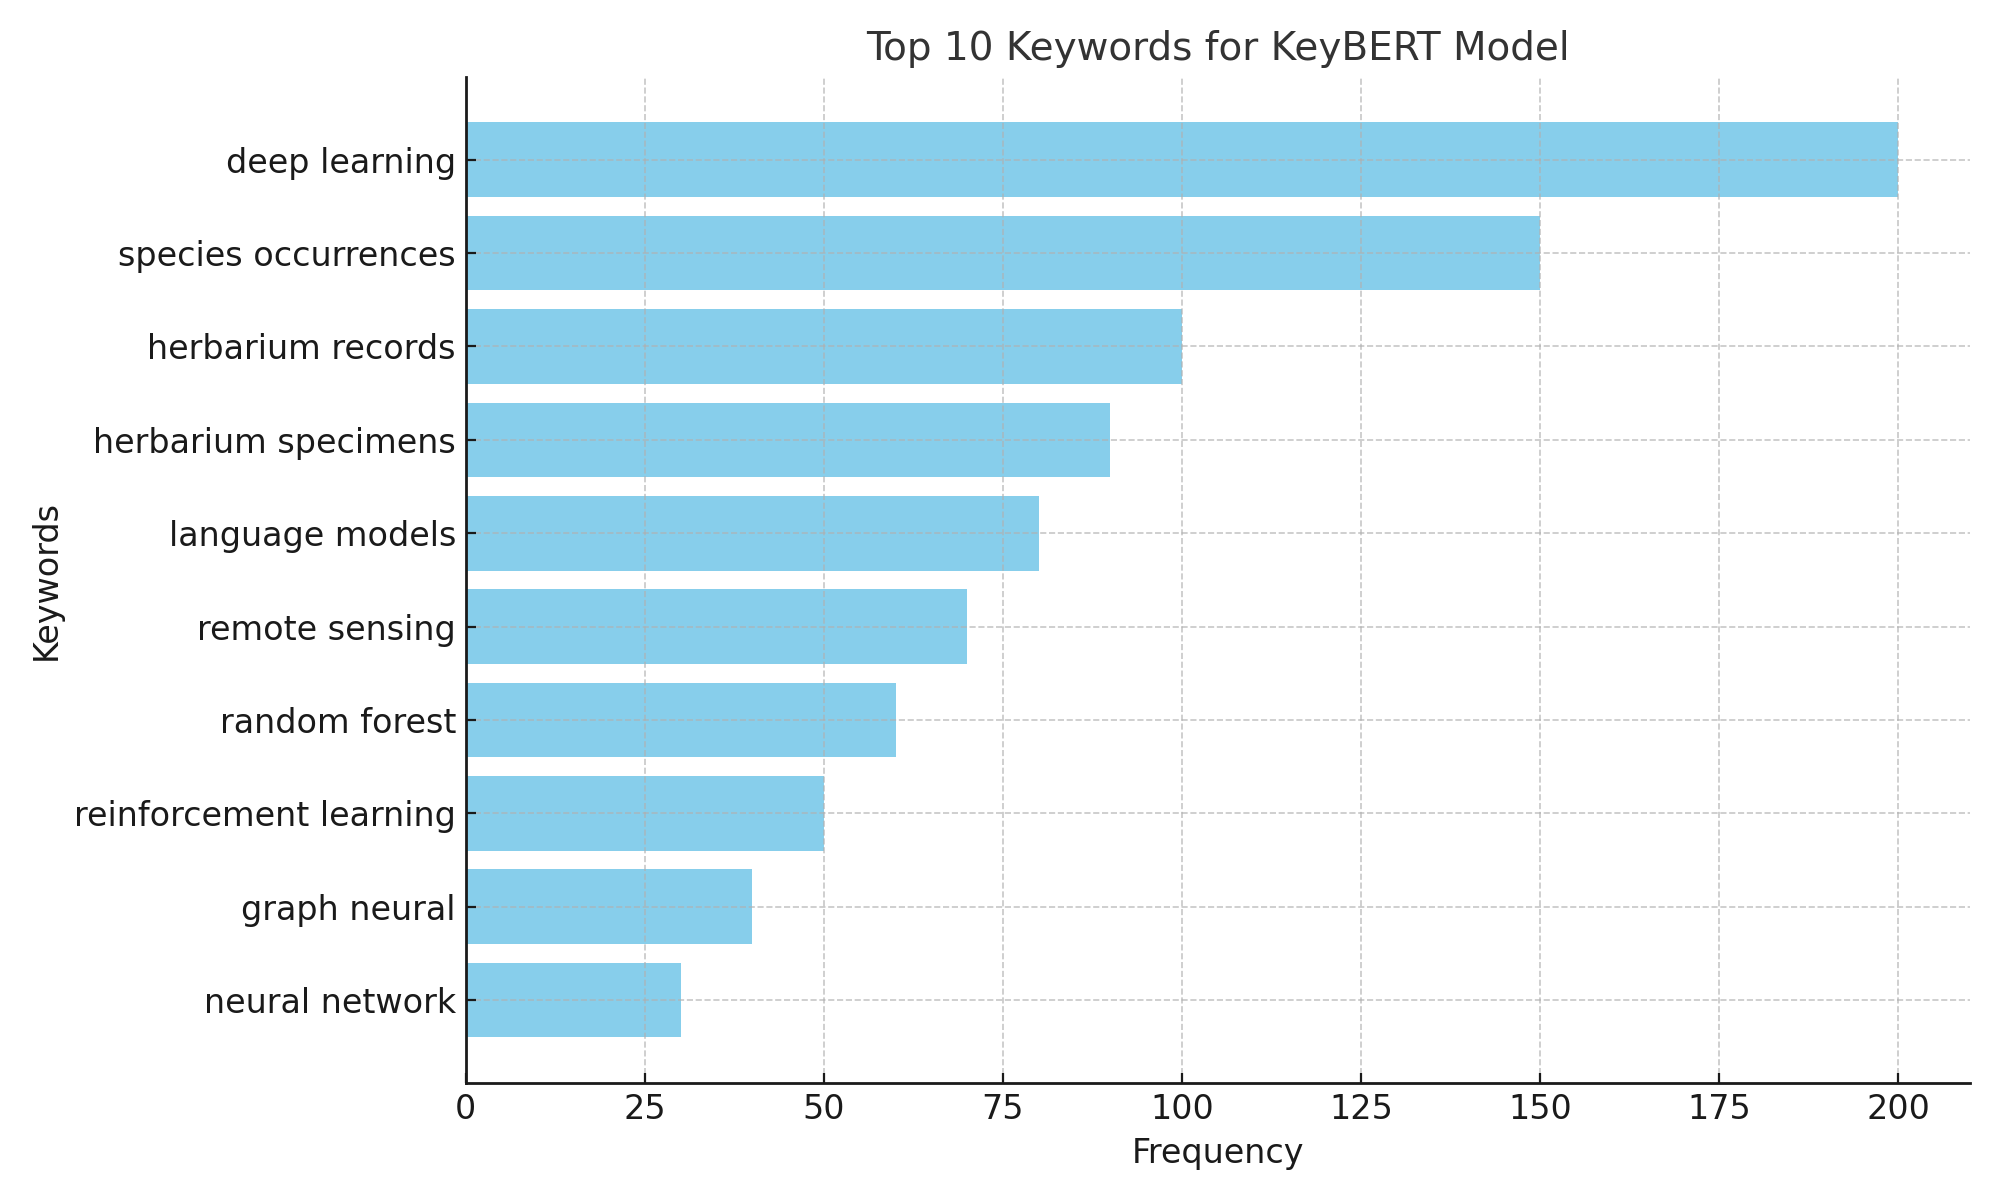 Top 10 Keywords for KeyBERT Model
Keywords
deep learning
species occurrences
herbarium records
herbarium specimens
language models
remote sensing
random forest
reinforcement learning
graph neural
neural network
0 25 50 75 100 125 150 175 200
Frequency